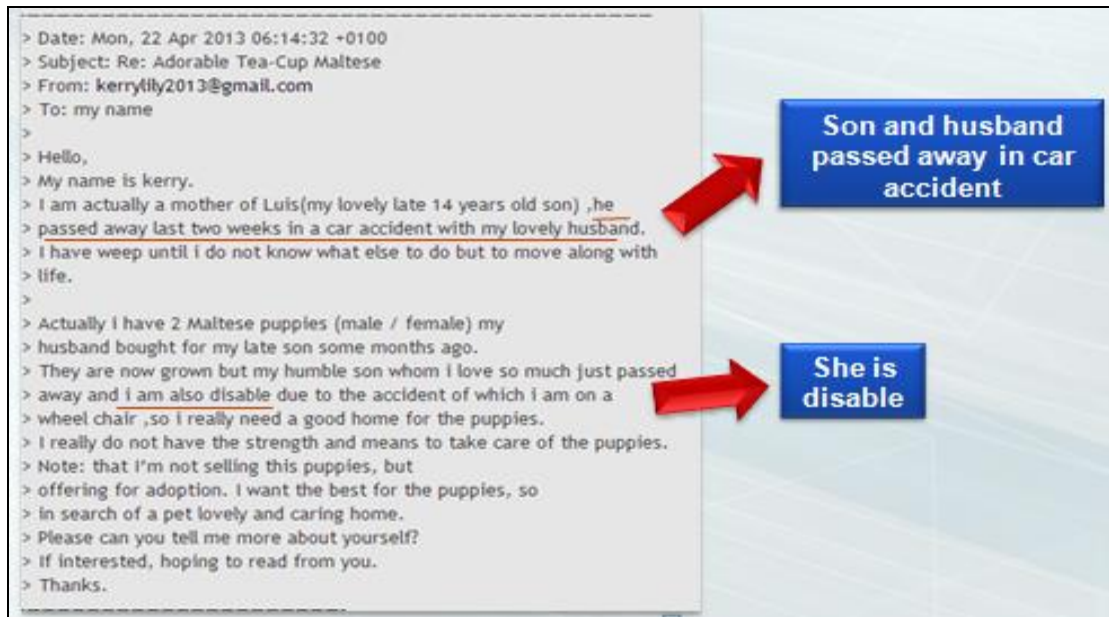 > Date: Mon, 22 Apr 2013 06:14:32 +0100
> Subject: Re: Adorable Tea-Cup Maltese
> From: kerrylily2013@gmail.com
> To: my name
>
> Hello,
> My name is kerry.
> I am actually a mother of Luis(my lovely late 14 years old son) ,he
> passed away last two weeks in a car accident with my lovely husband.
> I have weep until i do not know what else to do but to move along with
> life.
>
> Actually i have 2 Maltese puppies (male / female) my
> husband bought for my late son some months ago.
> They are now grown but my humble son whom i love so much just passed
> away and i am also disable due to the accident of which i am on a
> wheel chair ,so i really need a good home for the puppies.
> I really do not have the strength and means to take care of the puppies.
> Note: that i'm not selling this puppies, but
> offering for adoption. I want the best for the puppies, so
> in search of a pet lovely and caring home.
> Please can you tell me more about yourself?
> If interested, hoping to read from you.
> Thanks.
Son and husband
passed away in car
accident
She is
disable